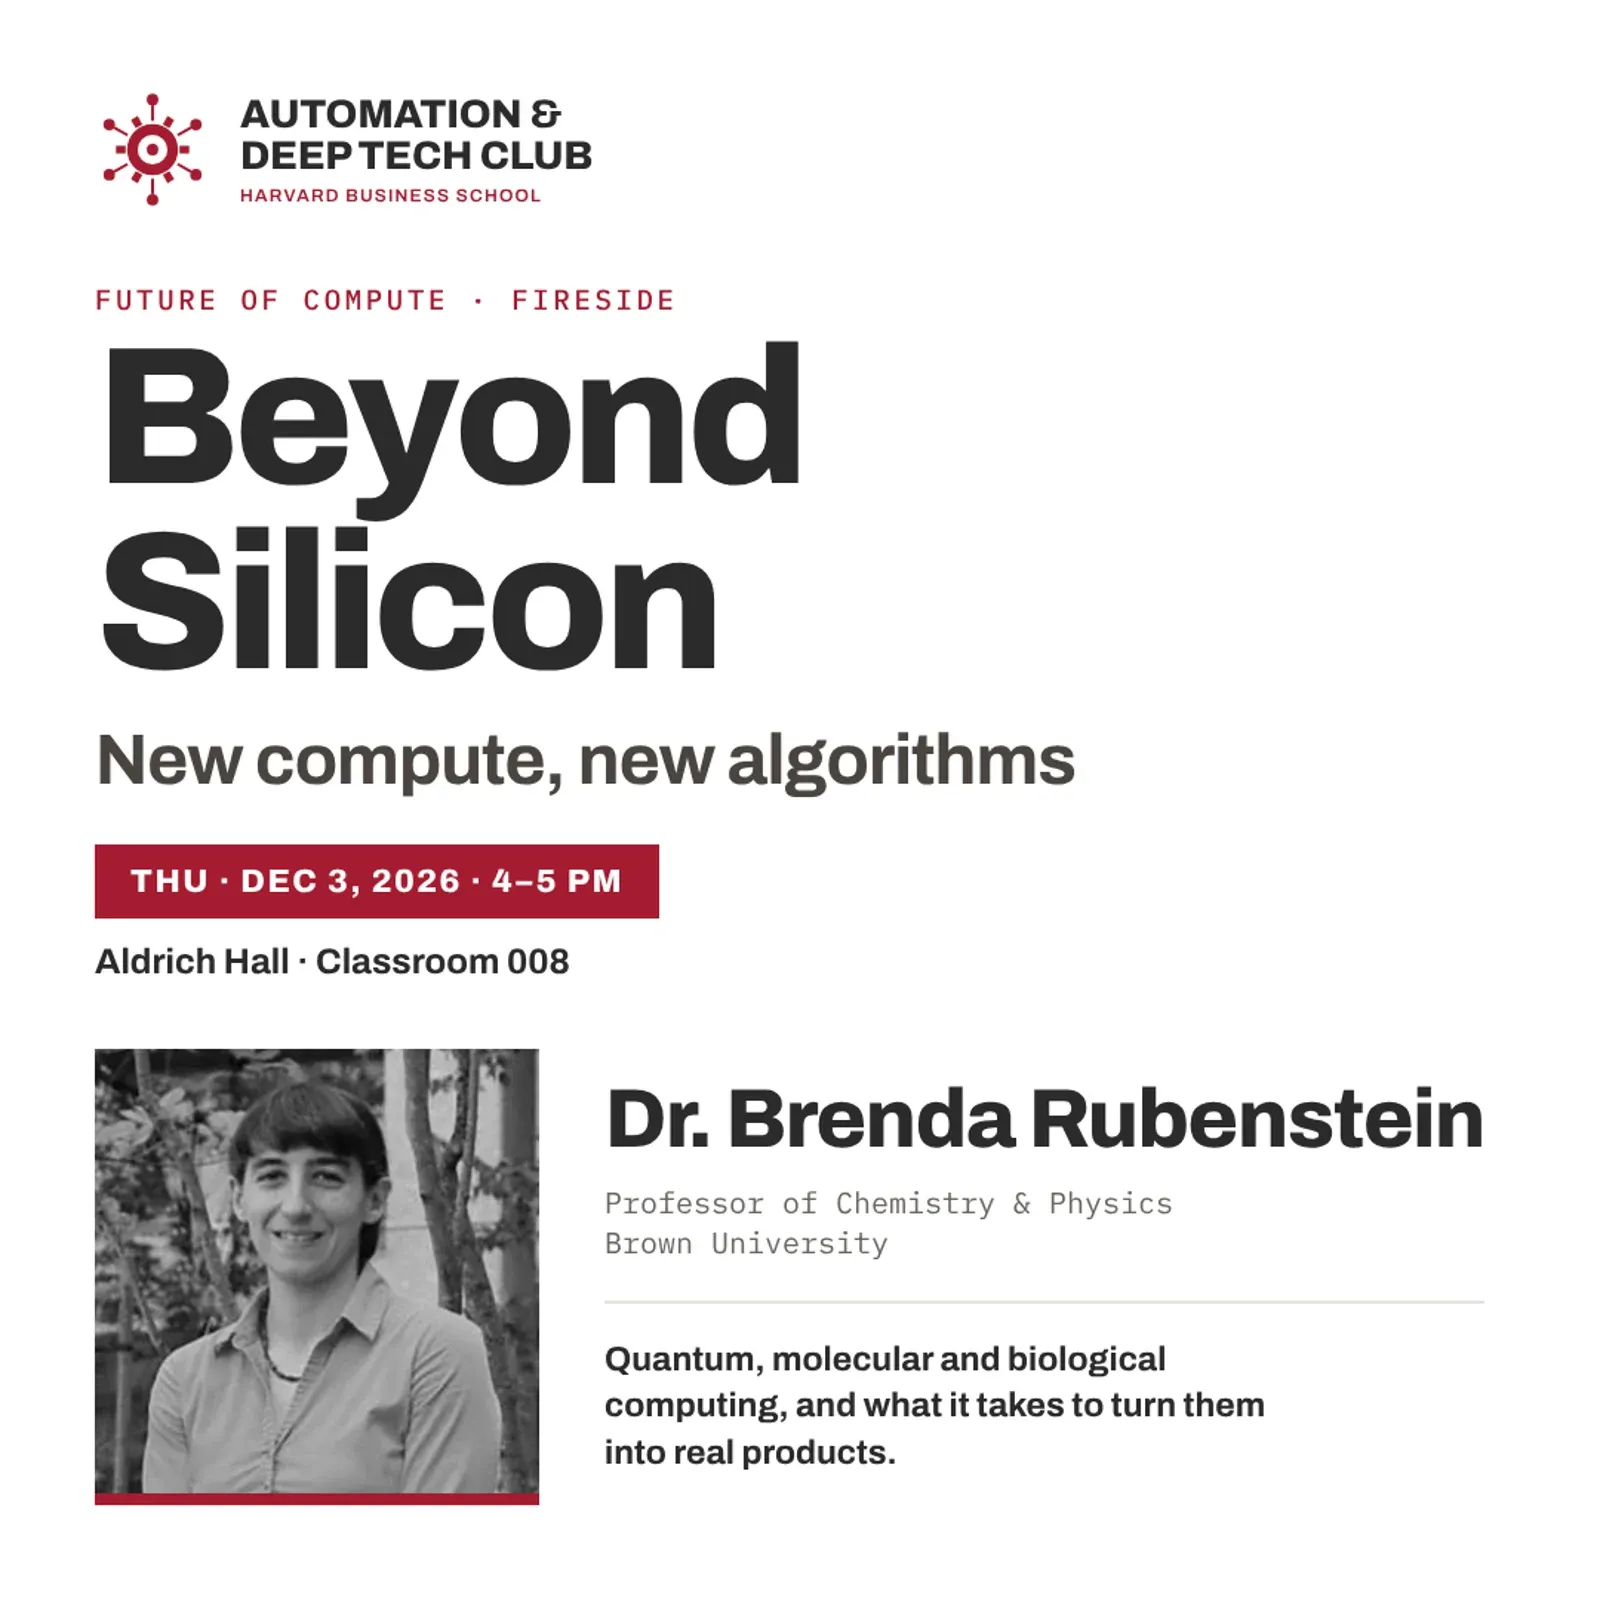 AUTOMATION &
DEEP TECH CLUB
HARVARD BUSINESS SCHOOL
FUTURE OF COMPUTE · FIRESIDE
Beyond
Silicon
New compute, new algorithms
THU · DEC 3, 2026 · 4–5 PM
Aldrich Hall · Classroom 008
Dr. Brenda Rubenstein
Professor of Chemistry & Physics
Brown University
Quantum, molecular and biological
computing, and what it takes to turn them
into real products.